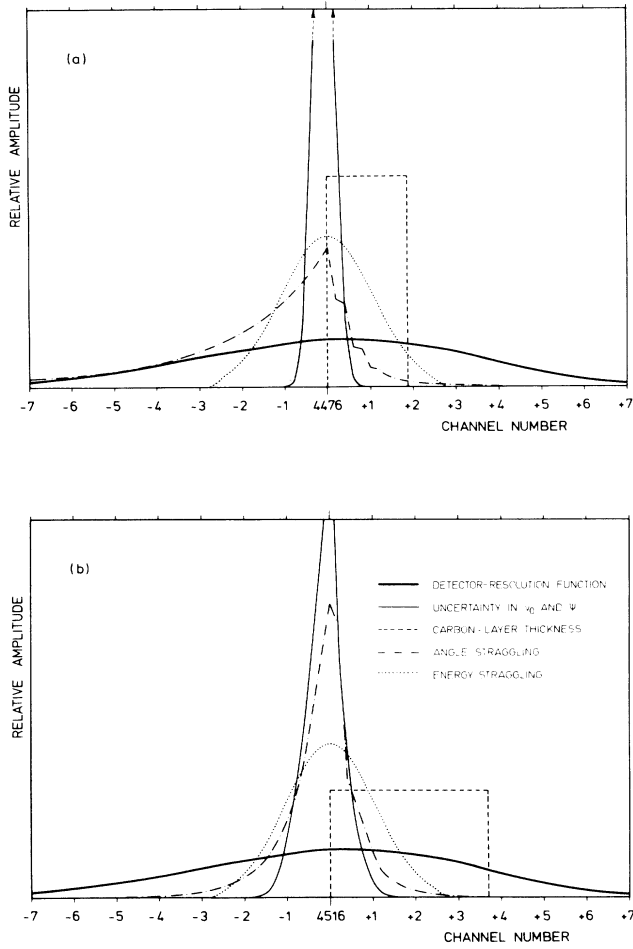 (a)
RELATIVE AMPLITUDE
-7 -6 -5 -4 -3 -2 -1 4476 +1 +2 +3 +4 +5 +6 +7
CHANNEL NUMBER
(b)
DETECTOR-RESOLUTION FUNCTION
UNCERTAINTY IN AND Ψ
CARBON-LAYER THICKNESS
ANGLE STRAGGLING
ENERGY STRAGGLING
RELATIVE AMPLITUDE
-7 -6 -5 -4 -3 -2 -1 4516 +1 +2 +3 +4 +5 +6 +7
CHANNEL NUMBER